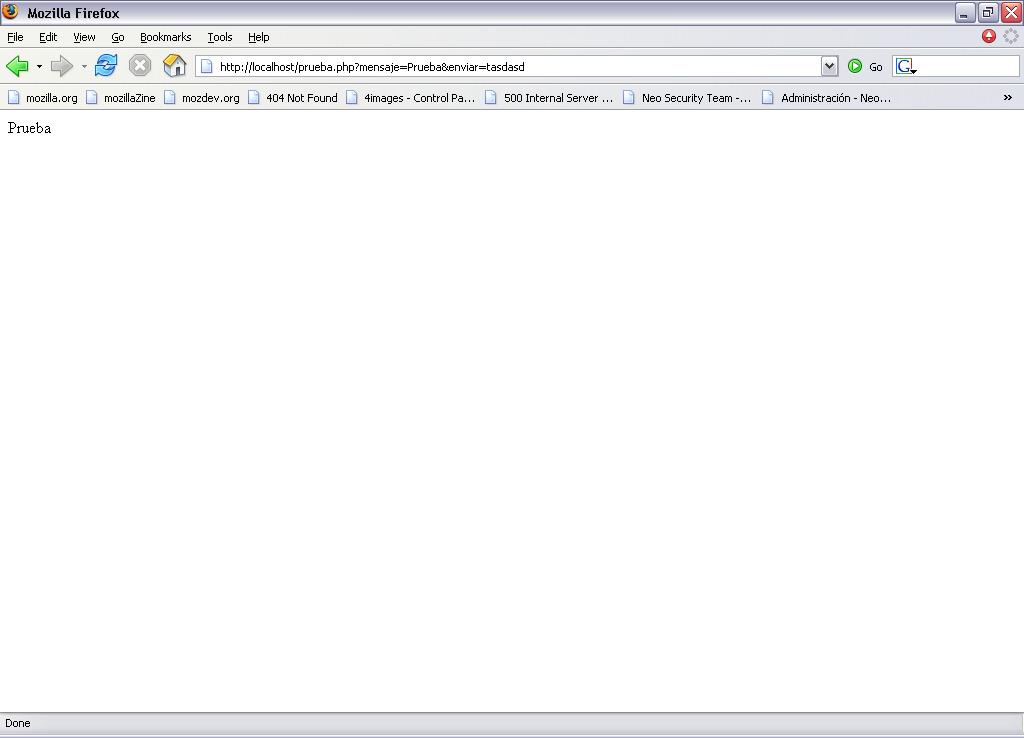 Mozilla Firefox
File Edit View Go Bookmarks Tools Help
http://localhost/prueba.php?mensaje=Prueba&enviar=tasdasd Go G
mozilla.org mozillaZine mozdev.org 404 Not Found 4images - Control Pa... 500 Internal Server ... Neo Security Team -... Administración - Neo... »
Prueba
Done